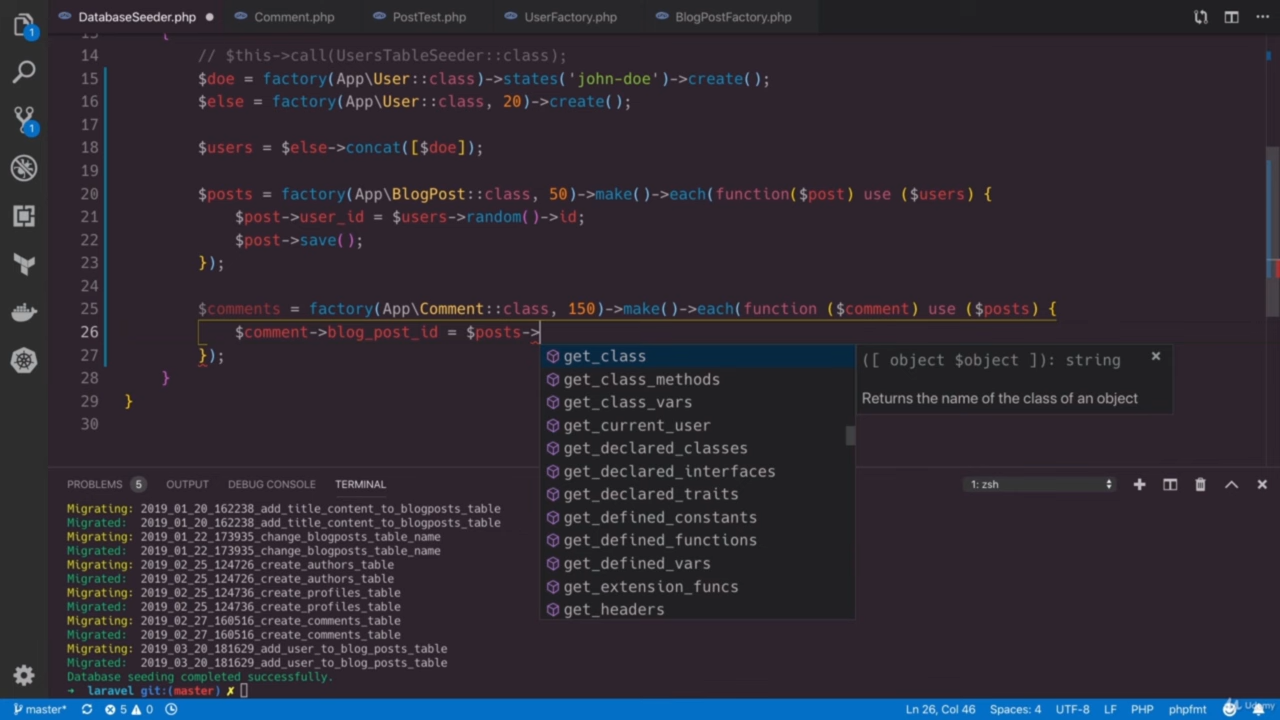 DatabaseSeeder.php
Comment.php
PostTest.php
UserFactory.php
BlogPostFactory.php
14 // $this->call(UsersTableSeeder::class);
15 $doe = factory(App\User::class)->states('john-doe')->create();
16 $else = factory(App\User::class, 20)->create();
17
18 $users = $else->concat([$doe]);
19
20 $posts = factory(App\BlogPost::class, 50)->make()->each(function($post) use ($users) {
21 $post->user_id = $users->random()->id;
22 $post->save();
23 });
24
25 $comments = factory(App\Comment::class, 150)->make()->each(function ($comment) use ($posts) {
26 $comment->blog_post_id = $posts->
27 });
28 }
29 }
30
get_class
get_class_methods
get_class_vars
get_current_user
get_declared_classes
get_declared_interfaces
get_declared_traits
get_defined_constants
get_defined_functions
get_defined_vars
get_extension_funcs
get_headers
([ object $object ]): string
Returns the name of the class of an object
PROBLEMS 5 OUTPUT DEBUG CONSOLE TERMINAL 1: zsh
Migrating: 2019_01_20_162238_add_title_content_to_blogposts_table
Migrated: 2019_01_20_162238_add_title_content_to_blogposts_table
Migrating: 2019_01_22_173935_change_blogposts_table_name
Migrated: 2019_01_22_173935_change_blogposts_table_name
Migrating: 2019_02_25_124726_create_authors_table
Migrated: 2019_02_25_124726_create_authors_table
Migrating: 2019_02_25_124736_create_profiles_table
Migrated: 2019_02_25_124736_create_profiles_table
Migrating: 2019_02_27_160516_create_comments_table
Migrated: 2019_02_27_160516_create_comments_table
Migrating: 2019_03_20_181629_add_user_to_blog_posts_table
Migrated: 2019_03_20_181629_add_user_to_blog_posts_table
Database seeding completed successfully.
→ laravel git:(master) ✗
master* 5 0 Ln 26, Col 46 Spaces: 4 UTF-8 LF PHP phpfmt
Udemy
1
1